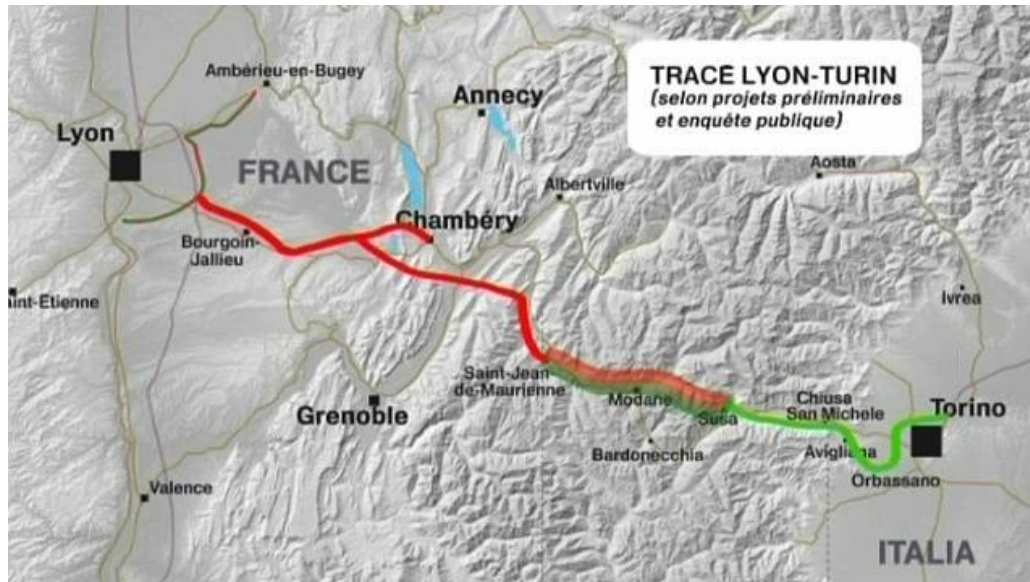 TRACÉ LYON-TURIN
(selon projets préliminaires
et enquête publique)
Ambérieu-en-Bugey
Annecy
Lyon
FRANCE
Aosta
Albertville
Chambéry
Bourgoin-
Jallieu
int-Etienne
Ivrea
Saint-Jean
de-Maurienne
Modane
Susa
Chiusa
San Michele
Torino
Grenoble
Bardonecchia
Avigliana
Orbassano
Valence
ITALIA